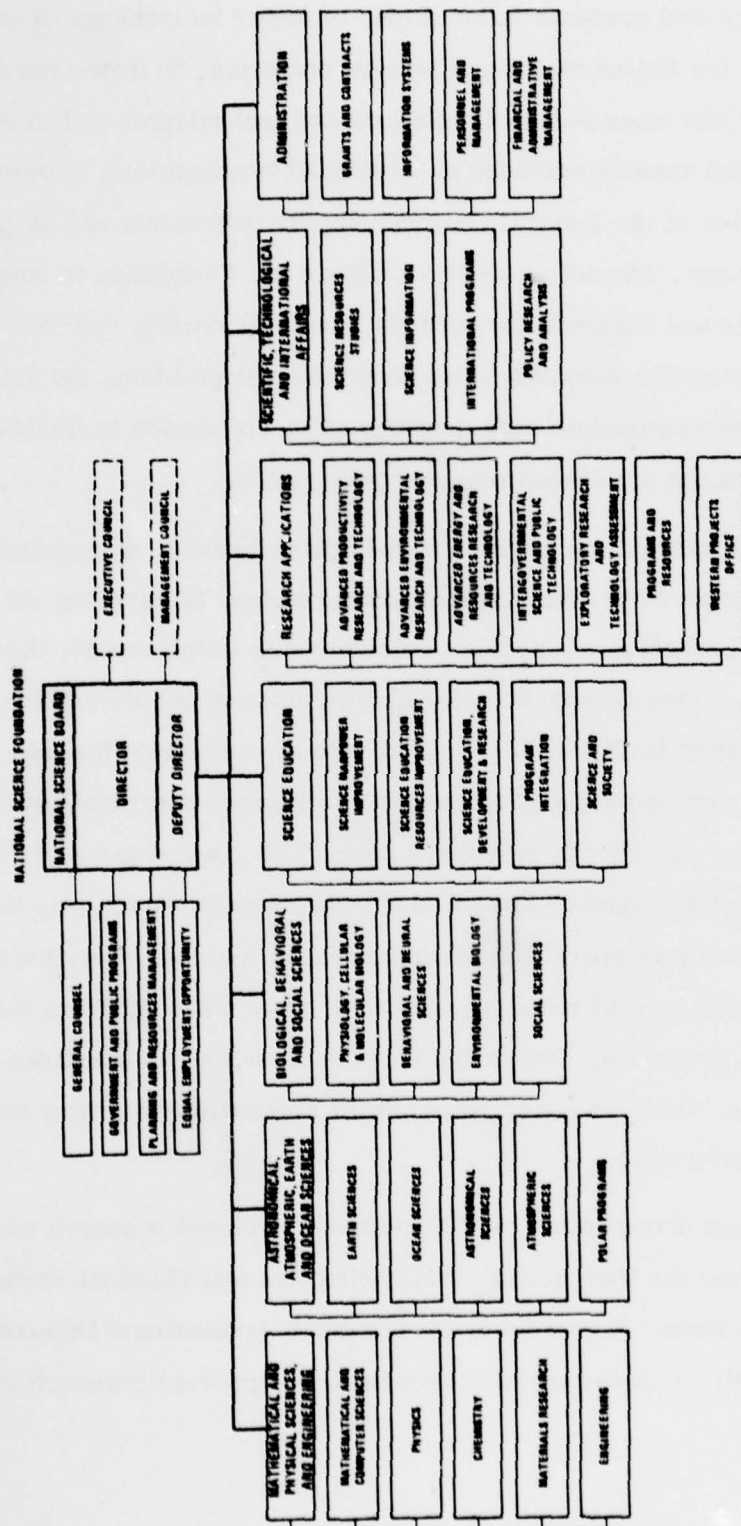 NATIONAL SCIENCE FOUNDATION
NATIONAL SCIENCE BOARD
DIRECTOR
DEPUTY DIRECTOR
GENERAL COUNSEL
GOVERNMENT AND PUBLIC PROGRAMS
PLANNING AND RESOURCES MANAGEMENT
EQUAL EMPLOYMENT OPPORTUNITY
EXECUTIVE COUNCIL
MANAGEMENT COUNCIL
MATHEMATICAL AND
PHYSICAL SCIENCES,
AND ENGINEERING
MATHEMATICAL AND
COMPUTER SCIENCES
PHYSICS
CHEMISTRY
MATERIALS RESEARCH
ENGINEERING
ASTRONOMICAL,
ATMOSPHERIC, EARTH
AND OCEAN SCIENCES
EARTH SCIENCES
OCEAN SCIENCES
ASTRONOMICAL
SCIENCES
ATMOSPHERIC
SCIENCES
POLAR PROGRAMS
BIOLOGICAL, BEHAVIORAL
AND SOCIAL SCIENCES
PHYSIOLOGY, CELLULAR
& MOLECULAR BIOLOGY
BEHAVIORAL AND NEURAL
SCIENCES
ENVIRONMENTAL BIOLOGY
SOCIAL SCIENCES
SCIENCE EDUCATION
SCIENCE MANPOWER
IMPROVEMENT
SCIENCE EDUCATION
RESOURCES IMPROVEMENT
SCIENCE EDUCATION,
DEVELOPMENT & RESEARCH
PROGRAM
INTEGRATION
SCIENCE AND
SOCIETY
RESEARCH APPLICATIONS
ADVANCED PRODUCTIVITY
RESEARCH AND TECHNOLOGY
ADVANCED ENVIRONMENTAL
RESEARCH AND TECHNOLOGY
ADVANCED ENERGY AND
RESOURCES RESEARCH
AND TECHNOLOGY
INTERGOVERNMENTAL
SCIENCE AND PUBLIC
TECHNOLOGY
EXPLORATORY RESEARCH
AND
TECHNOLOGY ASSESSMENT
PROGRAMS AND
RESOURCES
WESTERN PROJECTS
OFFICE
SCIENTIFIC, TECHNOLOGICAL
AND INTERNATIONAL
AFFAIRS
SCIENCE RESOURCES
STUDIES
SCIENCE INFORMATION
INTERNATIONAL PROGRAMS
POLICY RESEARCH
AND ANALYSIS
ADMINISTRATION
GRANTS AND CONTRACTS
INFORMATION SYSTEMS
PERSONNEL AND
MANAGEMENT
FINANCIAL AND
ADMINISTRATIVE
MANAGEMENT